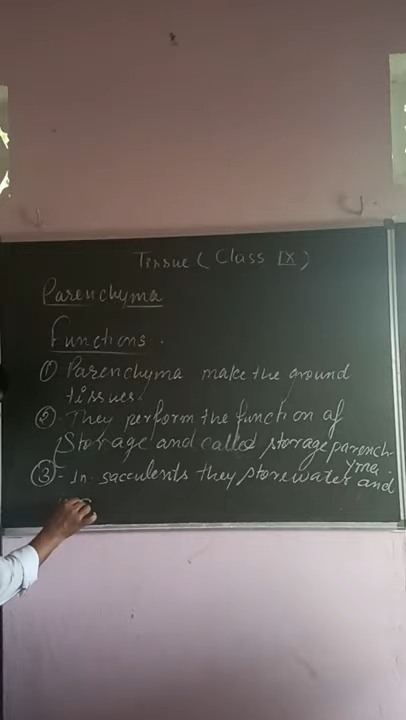 Tissue ( Class IX )
Parenchyma
Functions.
① Parenchyma make the ground
tissues.
② They perform the function of
Storage and called storage parench
yma.
③ - In sacculents they store water and